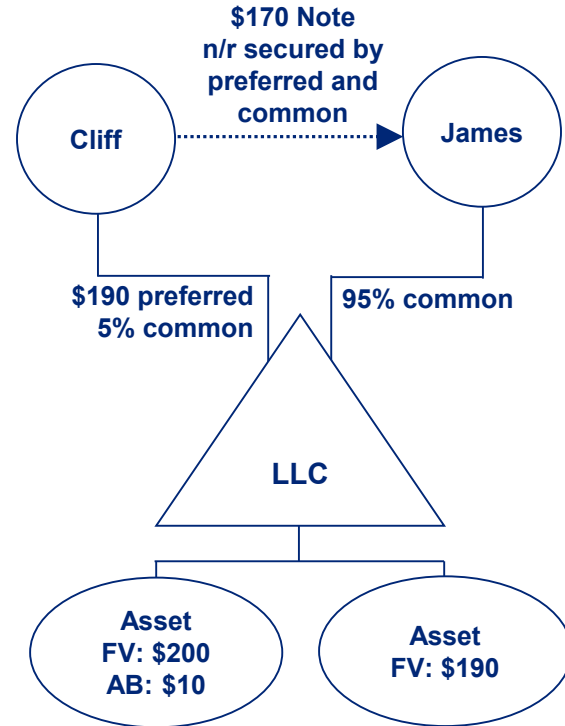 $170 Note
n/r secured by
preferred and
common
Cliff
James
$190 preferred
5% common
95% common
LLC
Asset
FV: $200
AB: $10
Asset
FV: $190